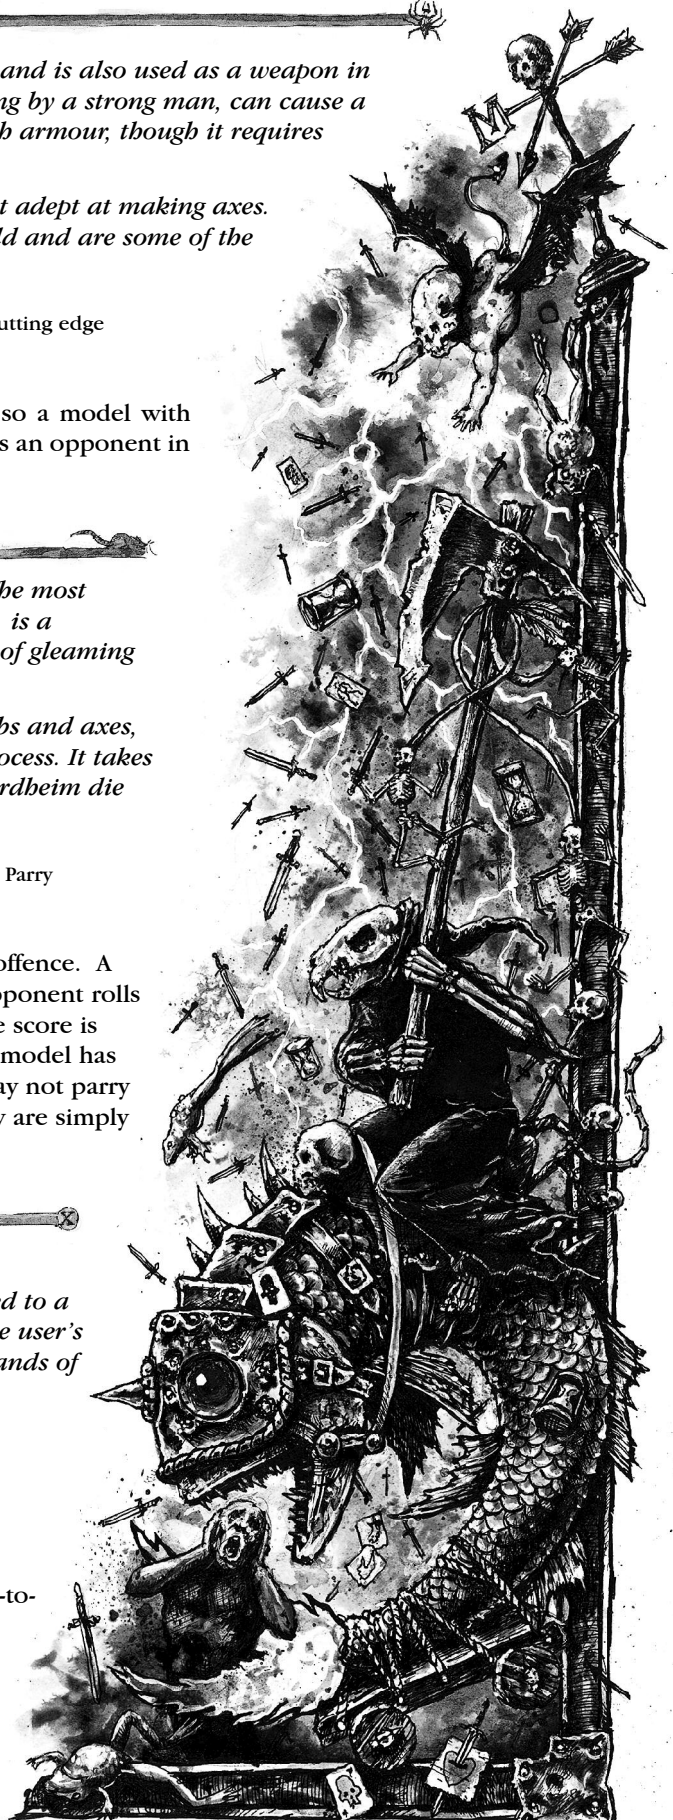 and is also used as a weapon in
ng by a strong man, can cause a
h armour, though it requires
t adept at making axes.
ld and are some of the
utting edge
so a model with
s an opponent in
he most
is a
of gleaming
bs and axes,
ocess. It takes
rdheim die
Parry
offence. A
pponent rolls
e score is
model has
ay not parry
y are simply
ed to a
e user's
ands of
-to-
M